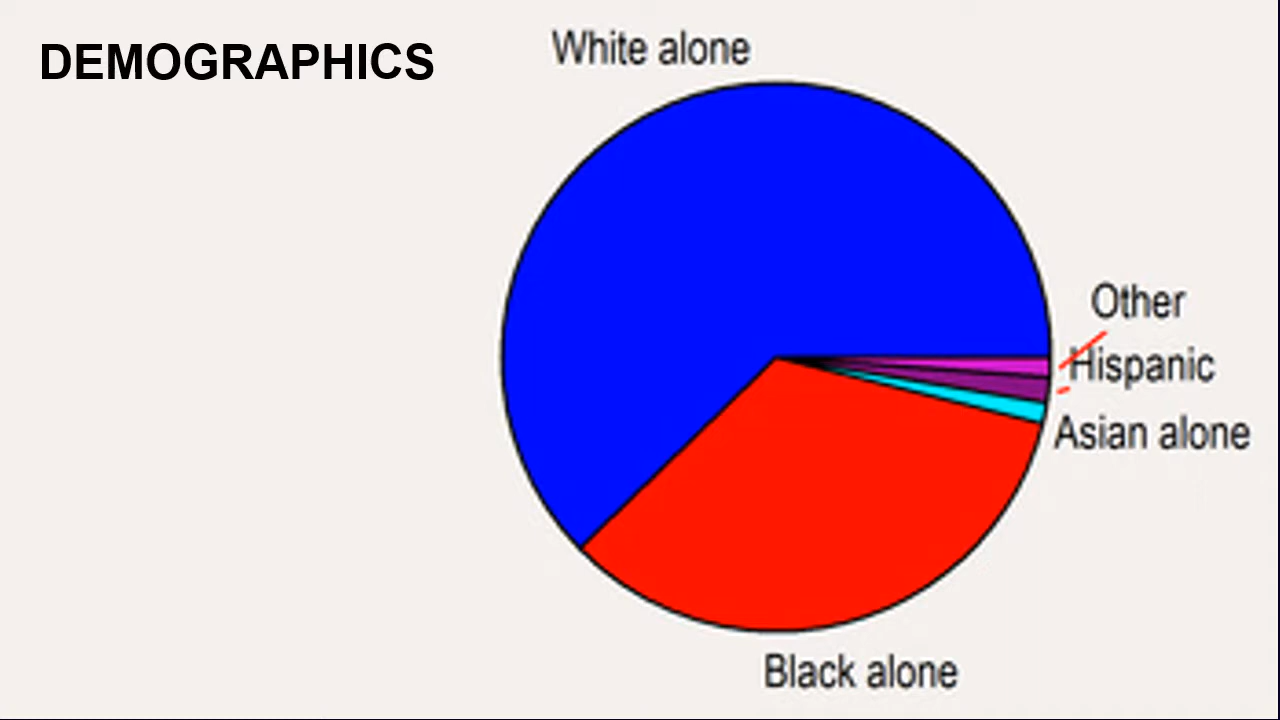 DEMOGRAPHICS
White alone
Other
Hispanic
Asian alone
Black alone